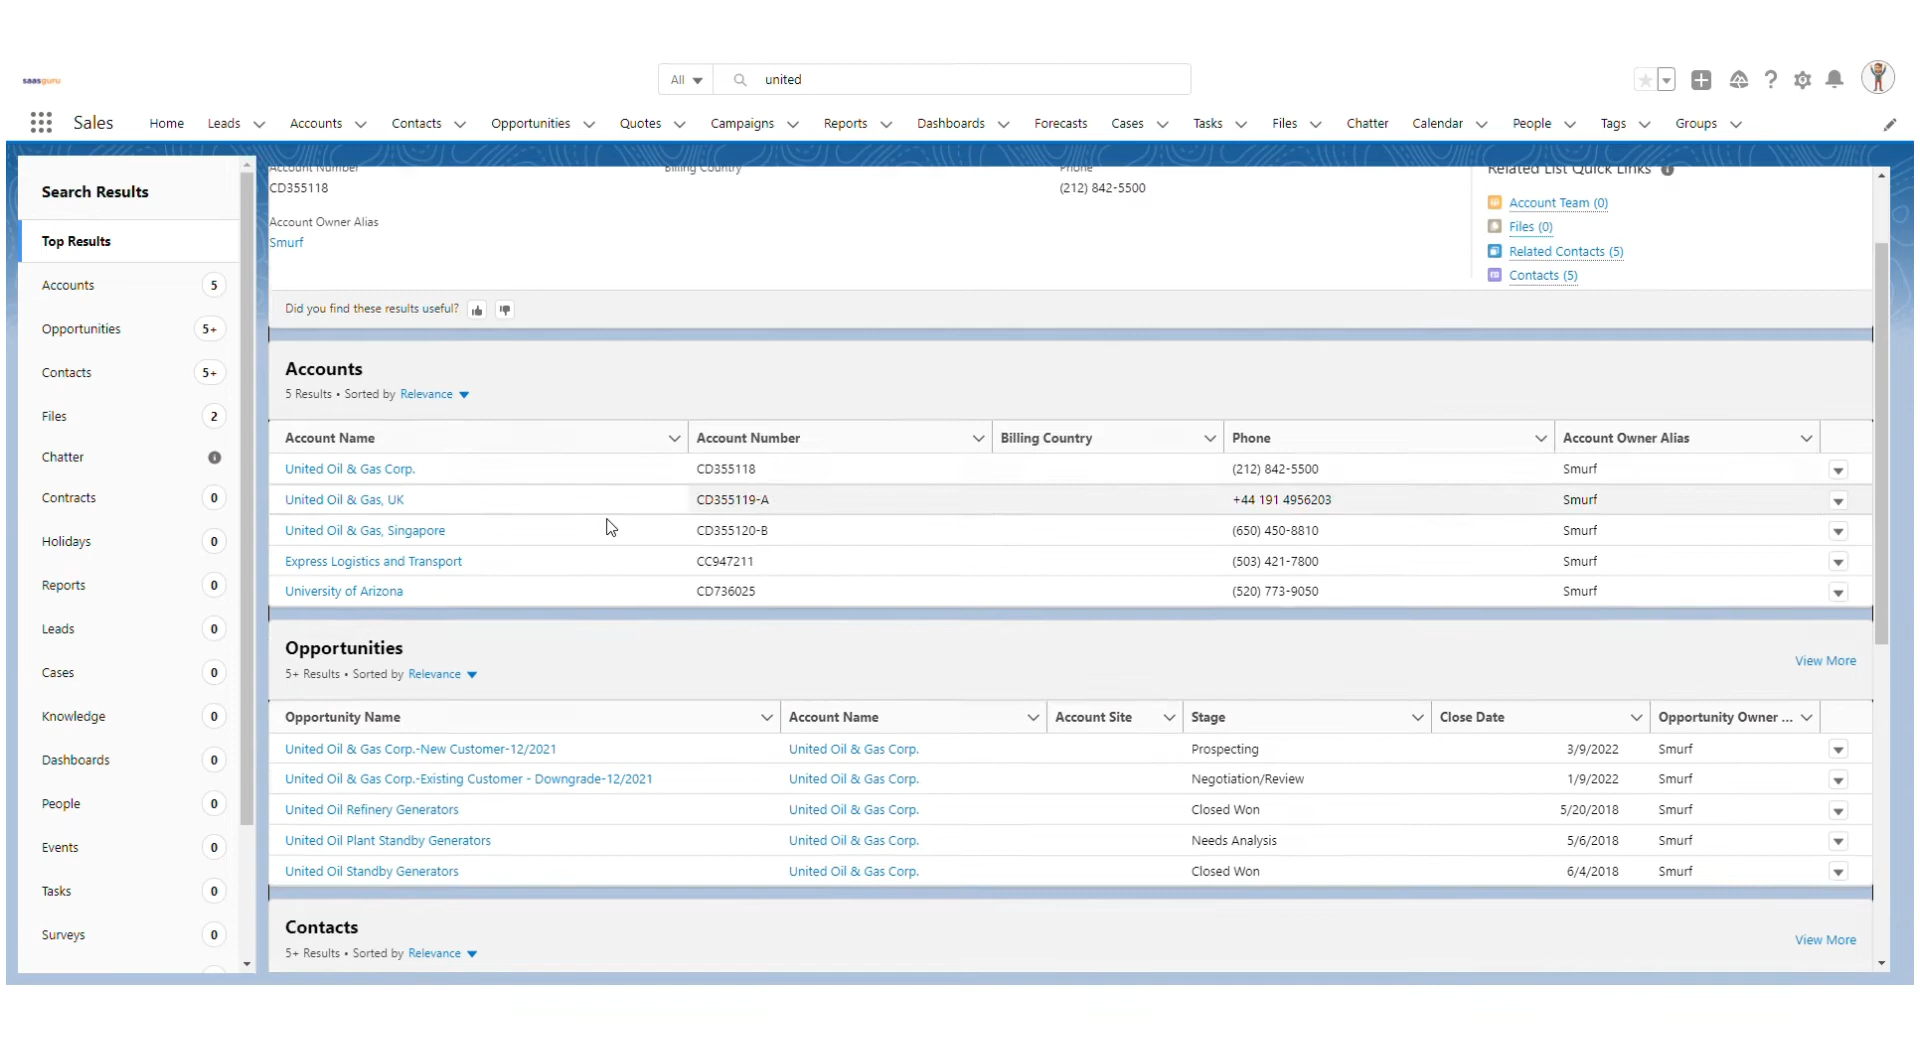 saasguru
All
united
Sales
Home
Leads
Accounts
Contacts
Opportunities
Quotes
Campaigns
Reports
Dashboards
Forecasts
Cases
Tasks
Files
Chatter
Calendar
People
Tags
Groups
Search Results
Top Results
Accounts 5
Opportunities 5+
Contacts 5+
Files 2
Chatter
Contracts 0
Holidays 0
Reports 0
Leads 0
Cases 0
Knowledge 0
Dashboards 0
People 0
Events 0
Tasks 0
Surveys 0
Account Number Billing Country Phone
CD355118 (212) 842-5500
Account Owner Alias
Smurf
Related List Quick Links
Account Team (0)
Files (0)
Related Contacts (5)
Contacts (5)
Did you find these results useful?
Accounts
5 Results • Sorted by Relevance
Account Name Account Number Billing Country Phone Account Owner Alias
United Oil & Gas Corp. CD355118 (212) 842-5500 Smurf
United Oil & Gas, UK CD355119-A +44 191 4956203 Smurf
United Oil & Gas, Singapore CD355120-B (650) 450-8810 Smurf
Express Logistics and Transport CC947211 (503) 421-7800 Smurf
University of Arizona CD736025 (520) 773-9050 Smurf
Opportunities
5+ Results • Sorted by Relevance
View More
Opportunity Name Account Name Account Site Stage Close Date Opportunity Owner ...
United Oil & Gas Corp.-New Customer-12/2021 United Oil & Gas Corp. Prospecting 3/9/2022 Smurf
United Oil & Gas Corp.-Existing Customer - Downgrade-12/2021 United Oil & Gas Corp. Negotiation/Review 1/9/2022 Smurf
United Oil Refinery Generators United Oil & Gas Corp. Closed Won 5/20/2018 Smurf
United Oil Plant Standby Generators United Oil & Gas Corp. Needs Analysis 5/6/2018 Smurf
United Oil Standby Generators United Oil & Gas Corp. Closed Won 6/4/2018 Smurf
Contacts
5+ Results • Sorted by Relevance
View More